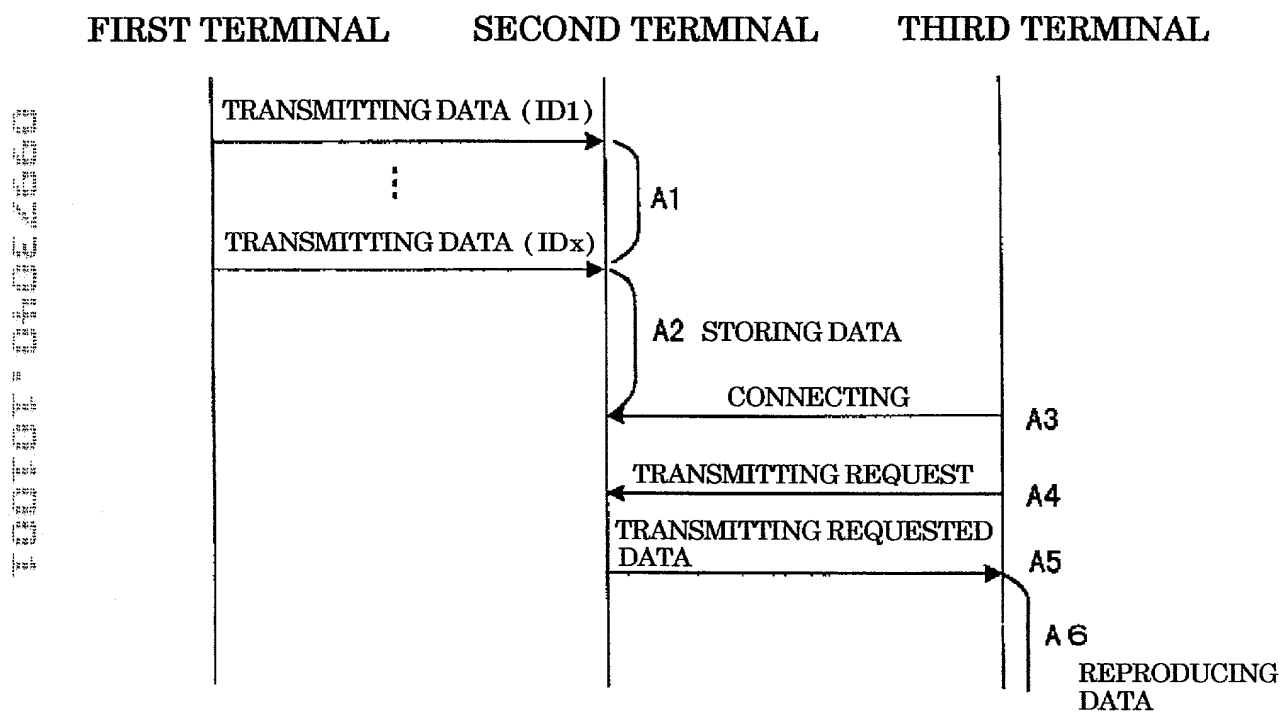 FIRST TERMINAL SECOND TERMINAL THIRD TERMINAL
TRANSMITTING DATA (ID1)
A1
TRANSMITTING DATA (IDx)
A2 STORING DATA
CONNECTING
A3
TRANSMITTING REQUEST
A4
TRANSMITTING REQUESTED
DATA
A5
A6
REPRODUCING
DATA